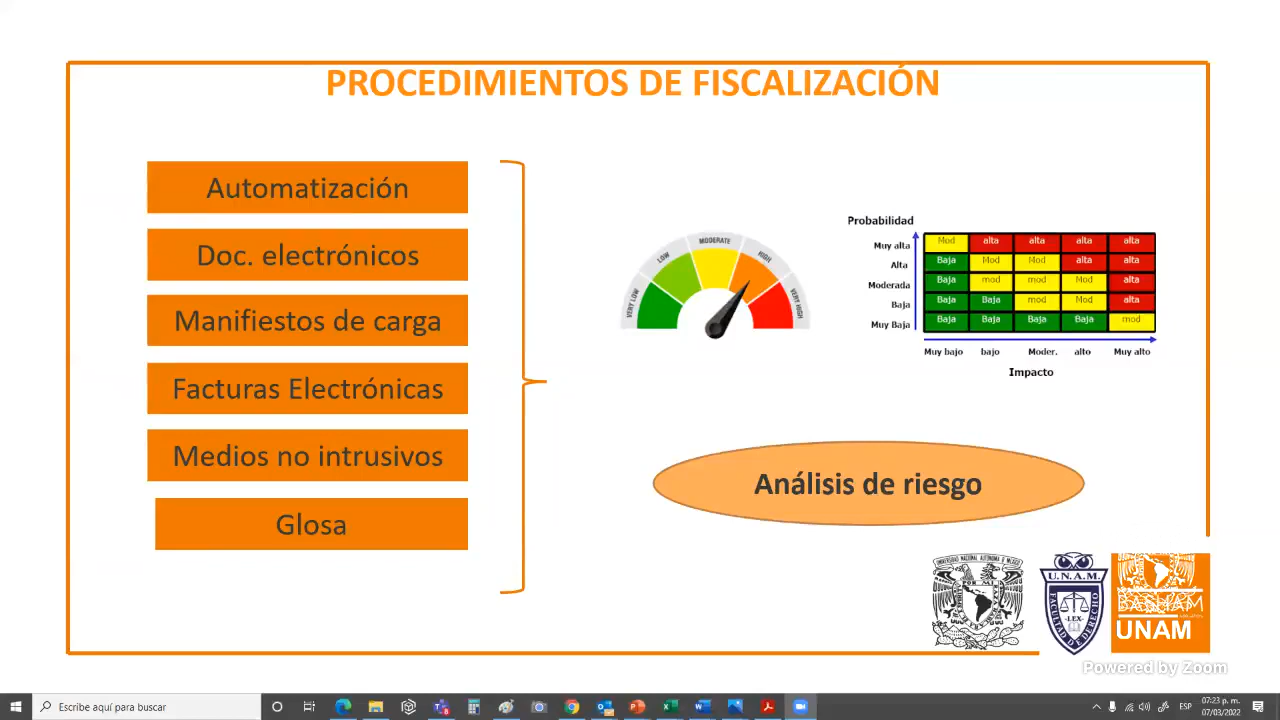 PROCEDIMIENTOS DE FISCALIZACIÓN
Automatización
Doc. electrónicos
Manifiestos de carga
Facturas Electrónicas
Medios no intrusivos
Glosa
VERY LOW
LOW
MODERATE
HIGH
VERY HIGH
Probabilidad
Muy alta Mod alta alta alta alta
Alta Baja Mod Mod alta alta
Moderada Baja mod mod Mod alta
Baja Baja Baja mod Mod alta
Muy Baja Baja Baja Baja Baja mod
Muy bajo bajo Moder. alto Muy alto
Impacto
Análisis de riesgo
U.N.A.M.
FACULTAD DE DERECHO
LEX
BASHAM
UNAM
Powered by Zoom
Escribe aquí para buscar
ESP
07:23 p. m.
07/03/2022